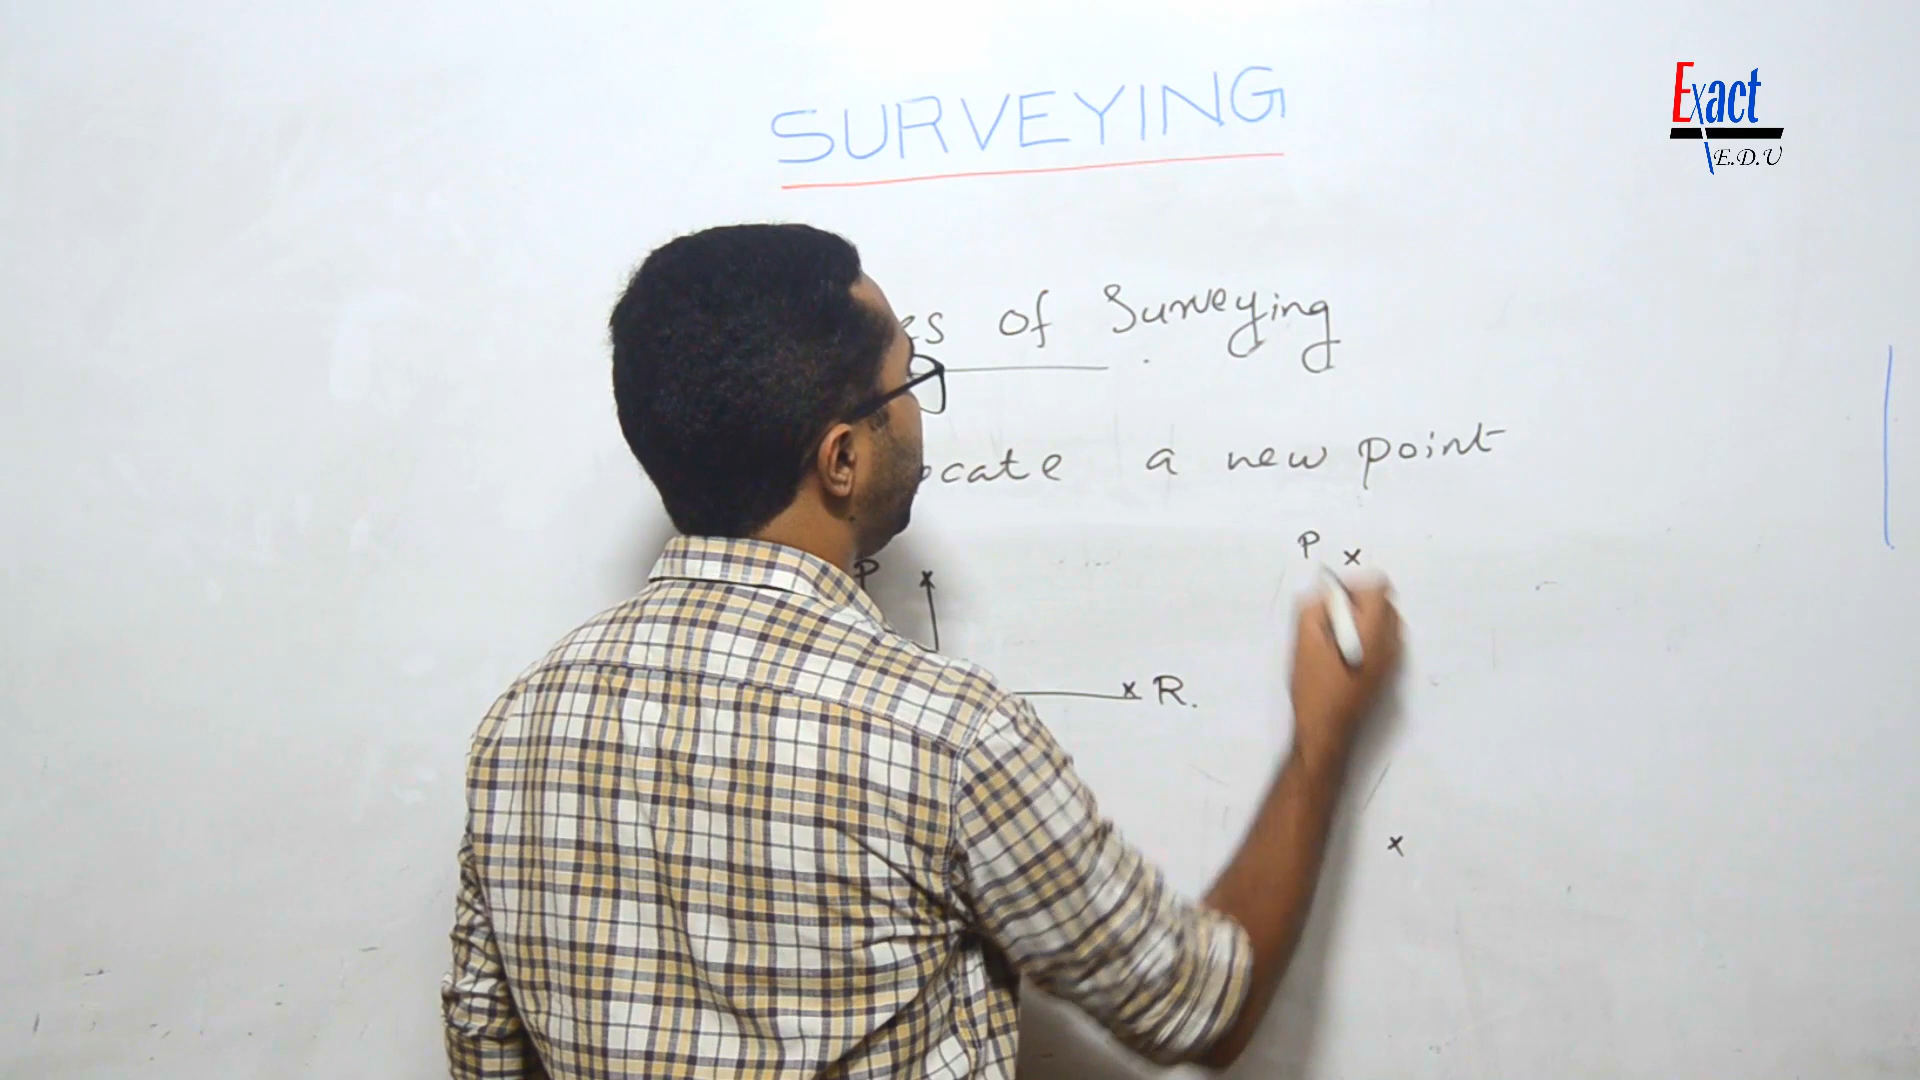 SURVEYING
Exact
E.D.U
of Surveying
a new point
P
P x
x
x R.
x